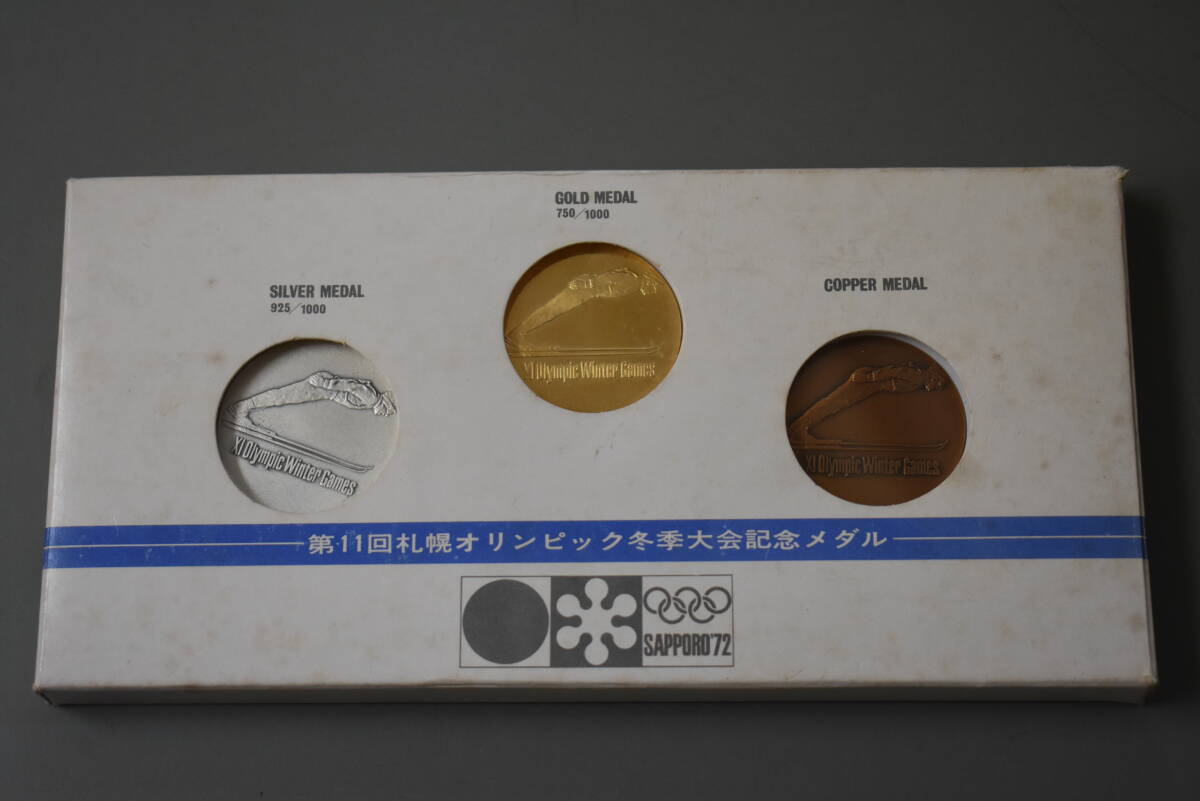 GOLD MEDAL
750/1000
SILVER MEDAL
925/1000
COPPER MEDAL
XI Olympic Winter Games
XI Olympic Winter Games
XI Olympic Winter Games
第11回札幌オリンピック冬季大会記念メダル
SAPPORO'72